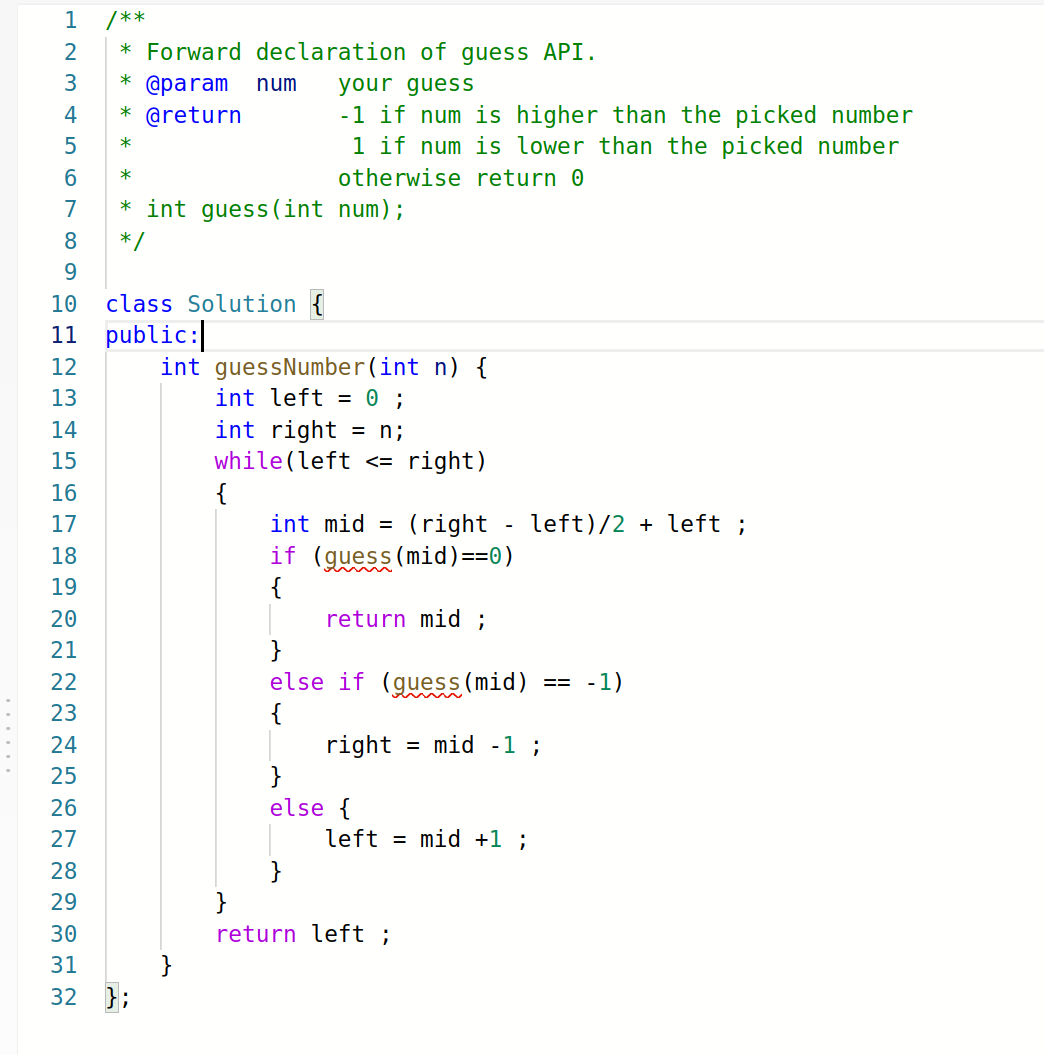 1 /**
2  * Forward declaration of guess API.
3  * @param  num   your guess
4  * @return       -1 if num is higher than the picked number
5  *                1 if num is lower than the picked number
6  *               otherwise return 0
7  * int guess(int num);
8  */
9
10 class Solution {
11 public:
12     int guessNumber(int n) {
13         int left = 0 ;
14         int right = n;
15         while(left <= right)
16         {
17             int mid = (right - left)/2 + left ;
18             if (guess(mid)==0)
19             {
20                 return mid ;
21             }
22             else if (guess(mid) == -1)
23             {
24                 right = mid -1 ;
25             }
26             else {
27                 left = mid +1 ;
28             }
29         }
30         return left ;
31     }
32 };